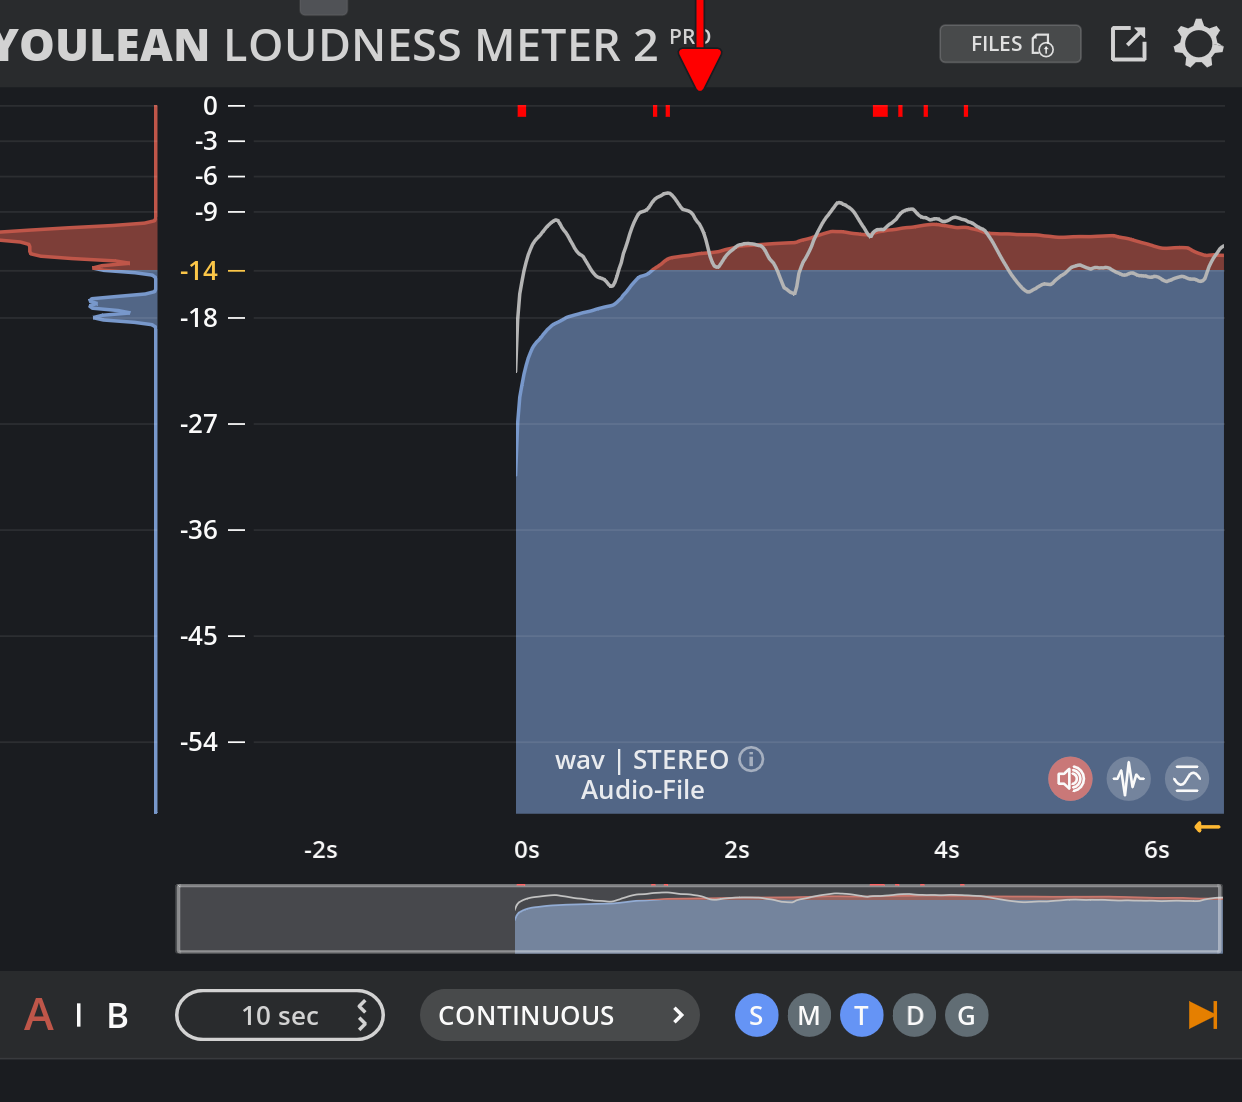 YOULEAN LOUDNESS METER 2 PRO
FILES
0
-3
-6
-9
-14
-18
-27
-36
-45
-54
wav | STEREO
Audio-File
-2s 0s 2s 4s 6s
A | B 10 sec CONTINUOUS S M T D G